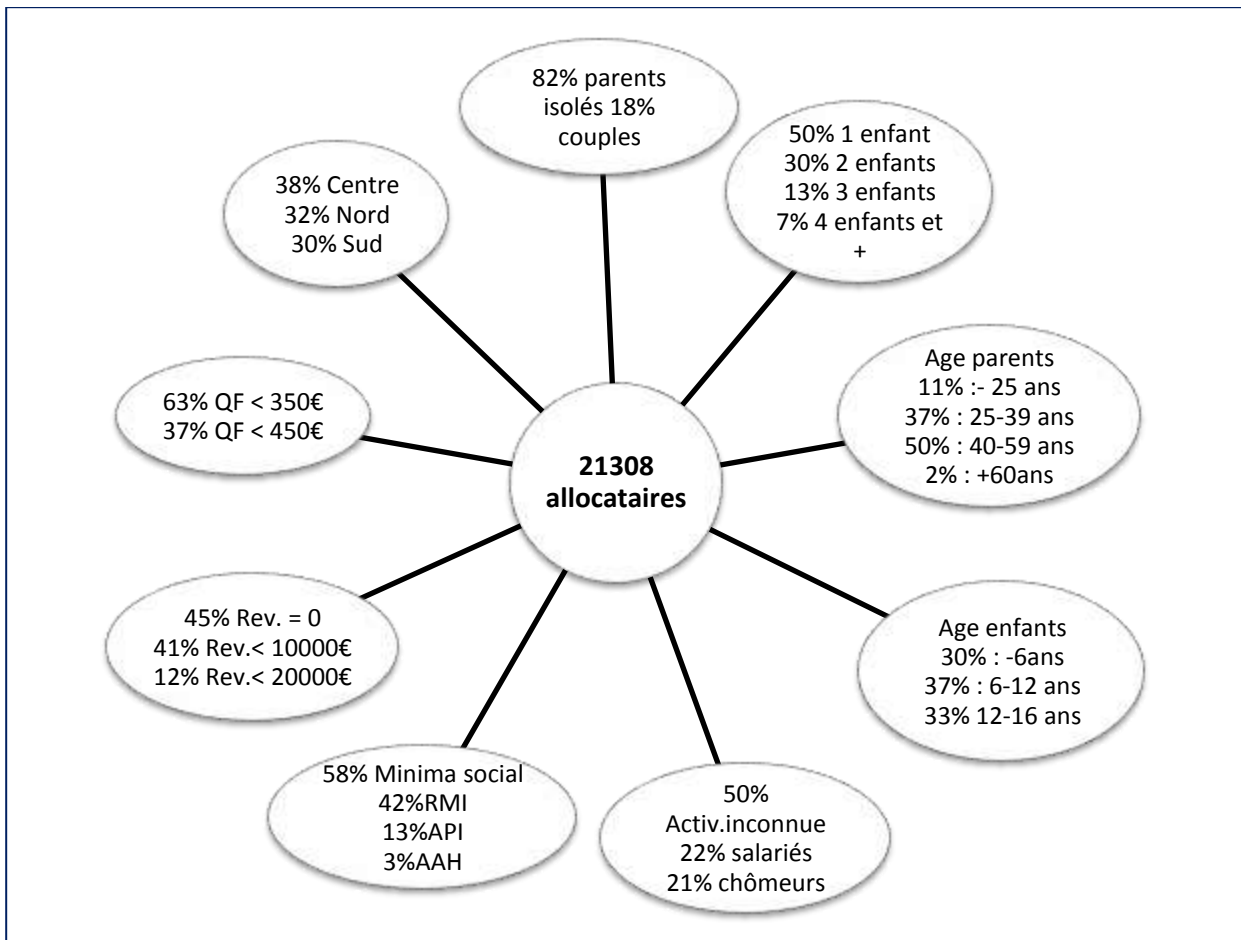 82% parents
isolés 18%
couples
50% 1 enfant
30% 2 enfants
13% 3 enfants
7% 4 enfants et
+
38% Centre
32% Nord
30% Sud
Age parents
11% :- 25 ans
37% : 25-39 ans
50% : 40-59 ans
2% : +60ans
63% QF < 350€
37% QF < 450€
21308
allocataires
45% Rev. = 0
41% Rev.< 10000€
12% Rev.< 20000€
Age enfants
30% : -6ans
37% : 6-12 ans
33% 12-16 ans
58% Minima social
42%RMI
13%API
3%AAH
50%
Activ.inconnue
22% salariés
21% chômeurs